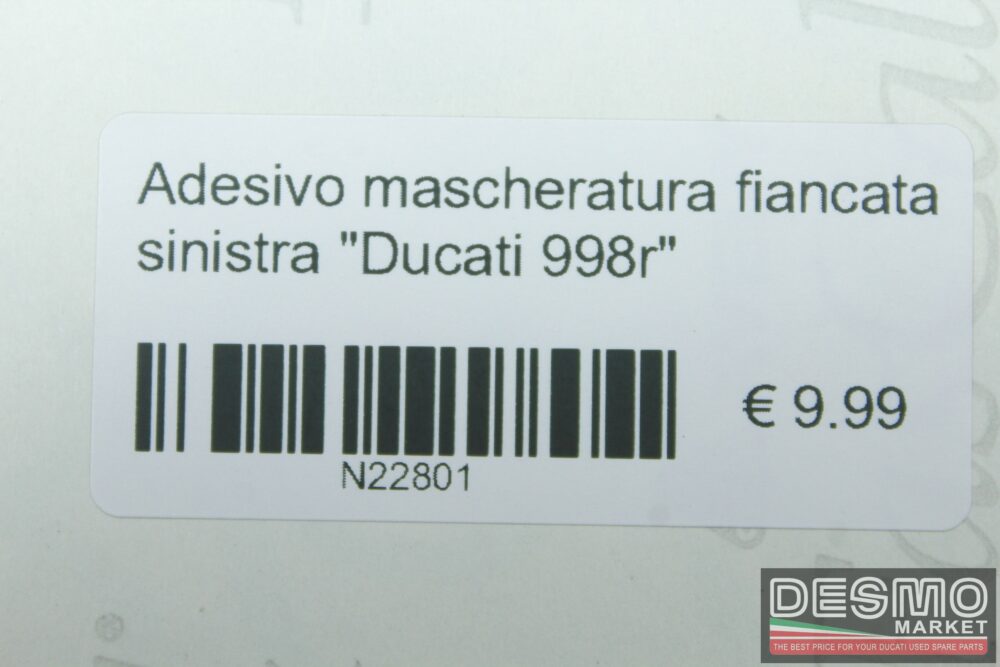 Adesivo mascheratura fiancata
sinistra "Ducati 998r"
€ 9.99
N22801
DESMO
MARKET
THE BEST PRICE FOR YOUR DUCATI USED SPARE PARTS